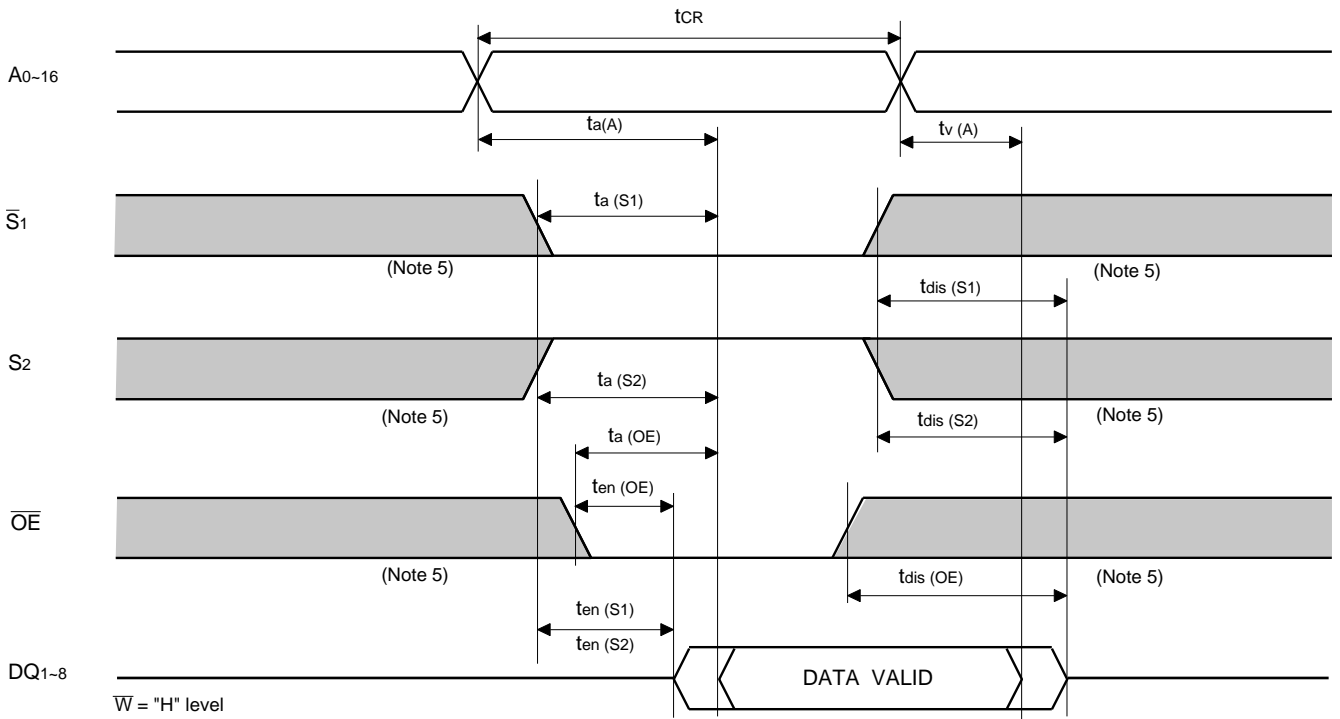 tCR
A0~16
ta(A)
tv (A)
S̅1
ta (S1)
(Note 5)
(Note 5)
tdis (S1)
S2
ta (S2)
(Note 5)
(Note 5)
tdis (S2)
ta (OE)
ten (OE)
O̅E̅
(Note 5)
(Note 5)
tdis (OE)
ten (S1)
ten (S2)
DQ1~8
DATA VALID
W̅ = "H" level